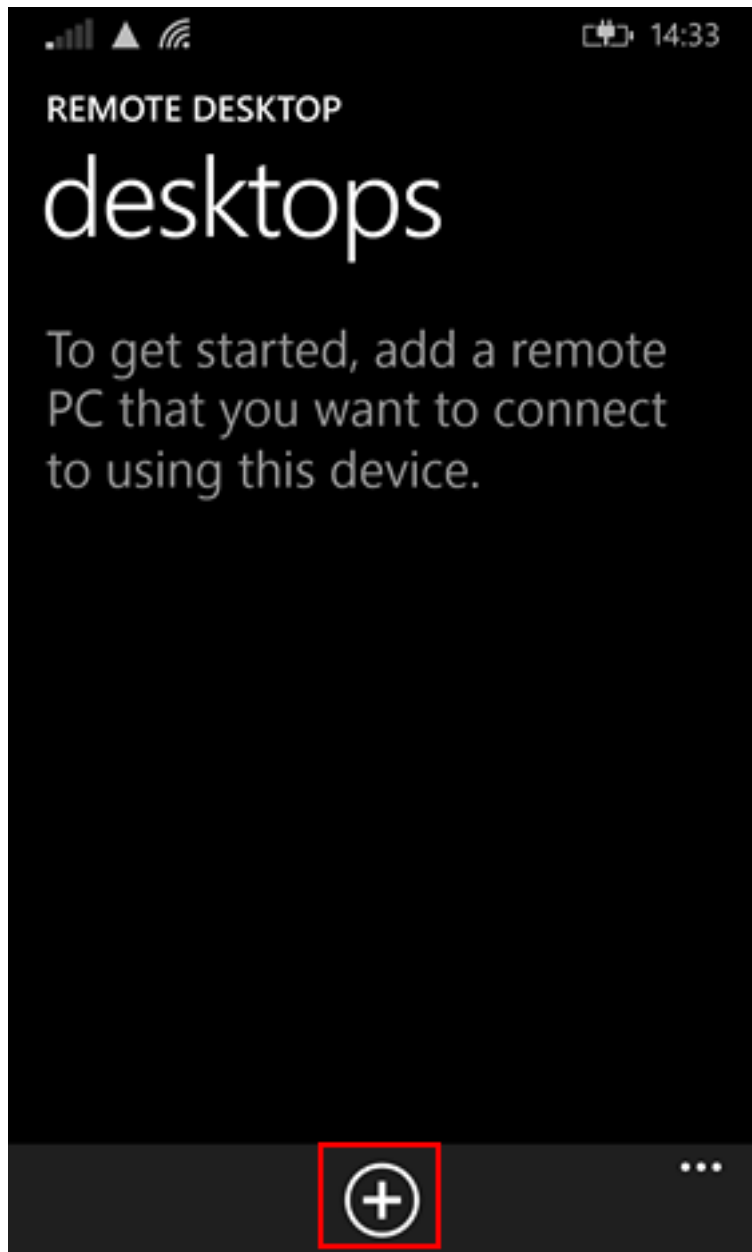 14:33
REMOTE DESKTOP
desktops
To get started, add a remote
PC that you want to connect
to using this device.